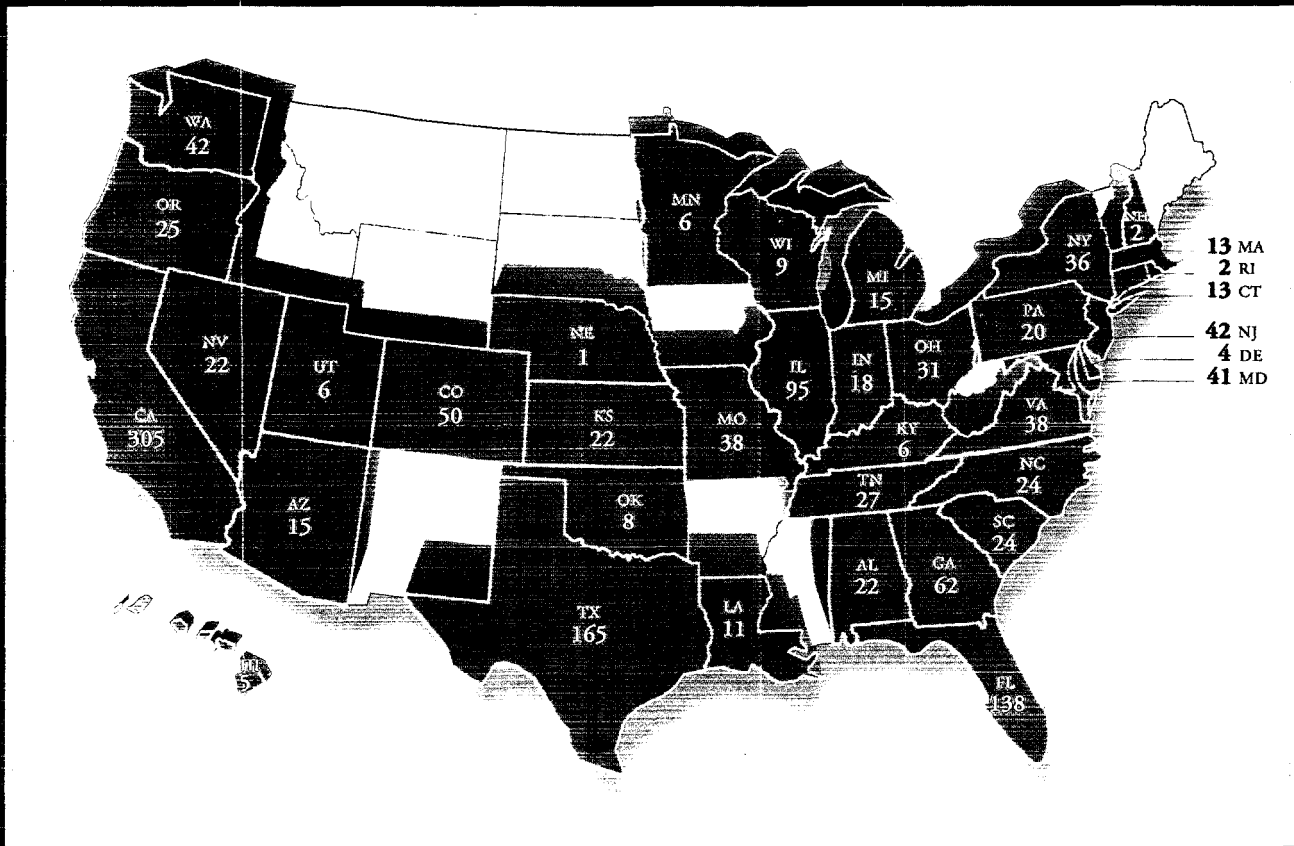 WA
42
OR
25
CA
305
NV
22
UT
6
AZ
15
CO
50
NE
1
KS
22
OK
8
TX
165
MN
6
WI
9
IL
95
MO
38
LA
11
MI
15
IN
18
OH
31
KY
6
TN
27
AL
22
GA
62
FL
138
SC
24
NC
24
VA
38
PA
20
NY
36
NH
2
13 MA
2 RI
13 CT
42 NJ
4 DE
41 MD
HI
5